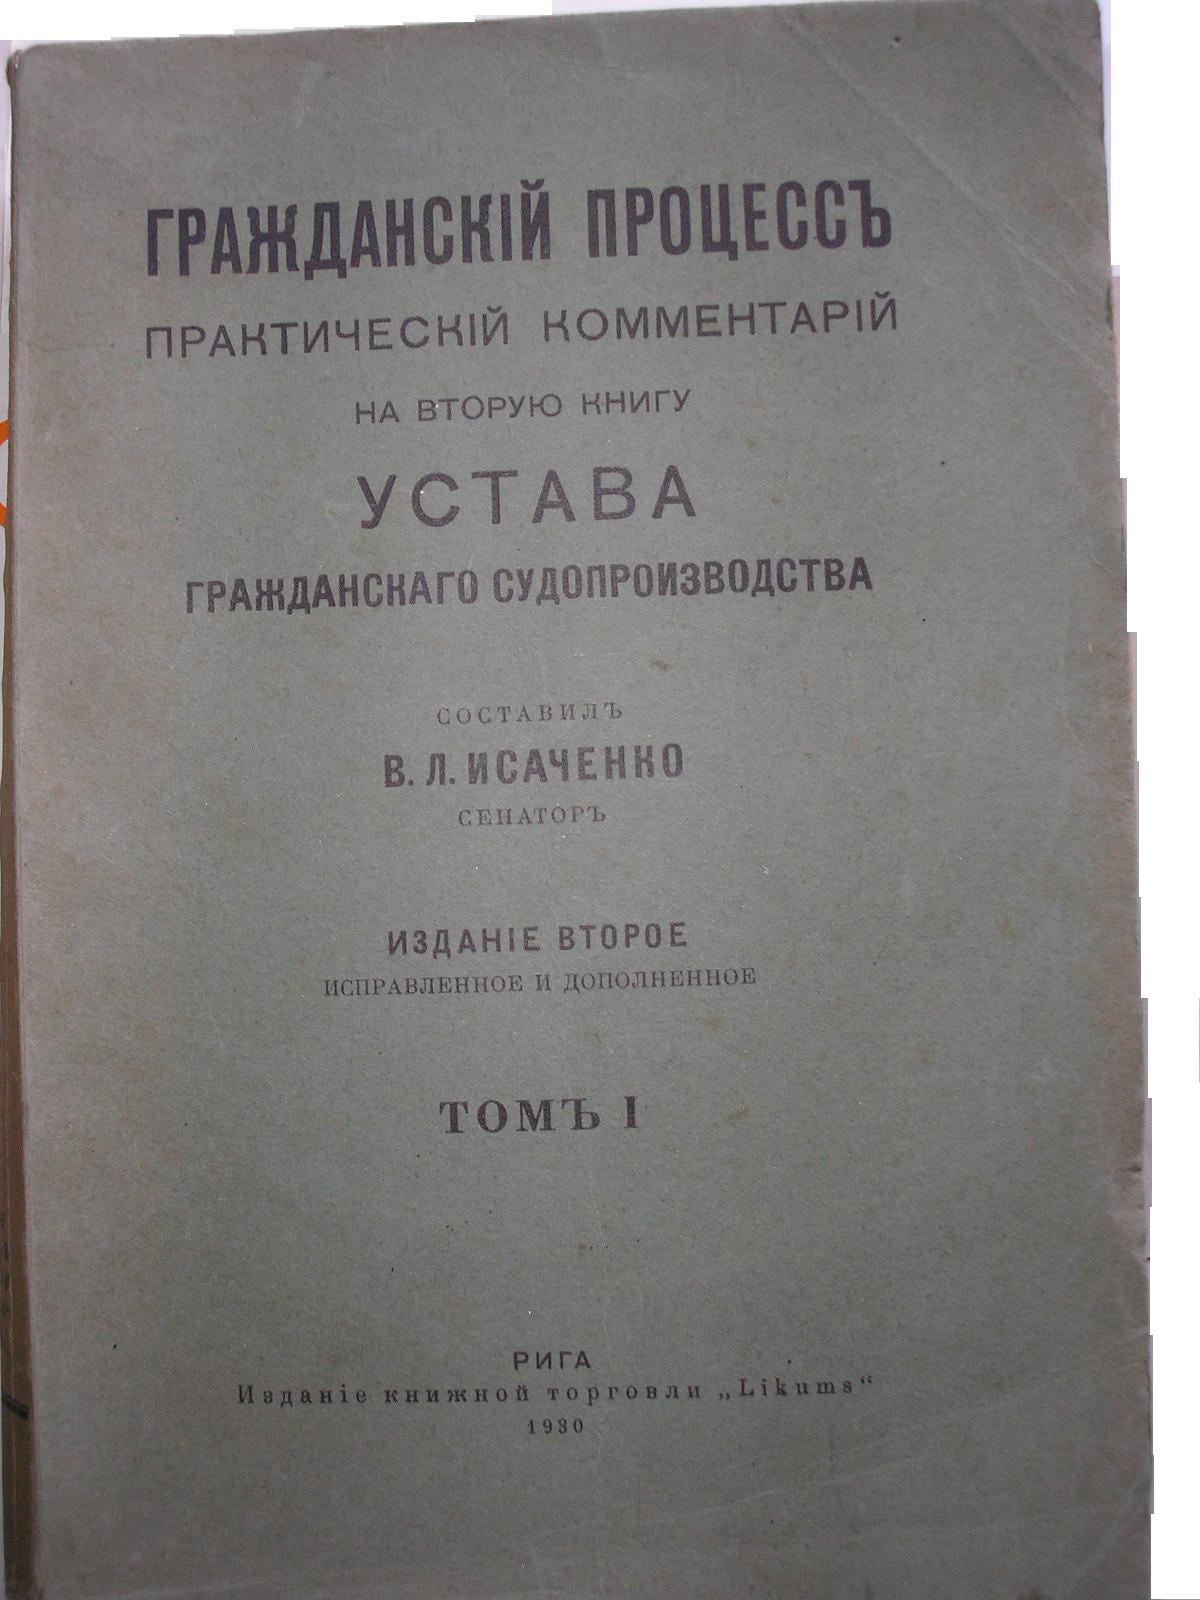 ГРАЖДАНСКІЙ ПРОЦЕССЪ
ПРАКТИЧЕСКІЙ КОММЕНТАРІЙ
НА ВТОРУЮ КНИГУ
УСТАВА
ГРАЖДАНСКАГО СУДОПРОИЗВОДСТВА
СОСТАВИЛЪ
В. Л. ИСАЧЕНКО
СЕНАТОРЪ
ИЗДАНІЕ ВТОРОЕ
ИСПРАВЛЕННОЕ И ДОПОЛНЕННОЕ
ТОМЪ I
РИГА
Изданіе книжной торговли „Likums“
1930